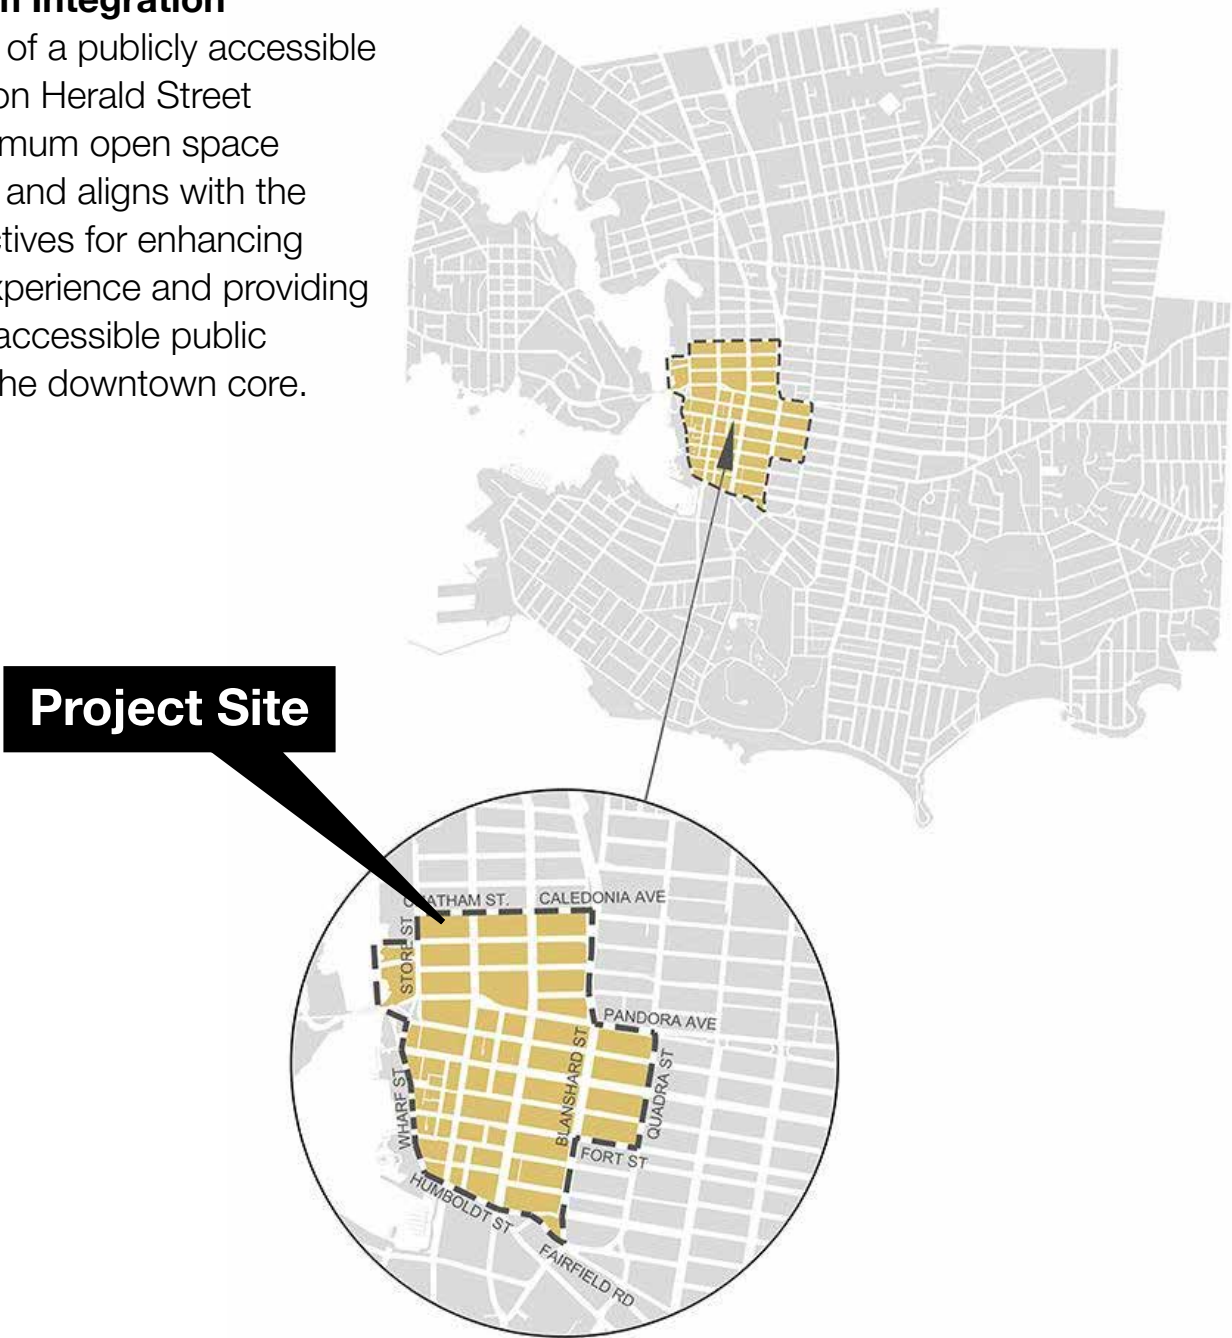 Integration
of a publicly accessible
on Herald Street
mum open space
and aligns with the
ctives for enhancing
xperience and providing
accessible public
he downtown core.
Project Site
ATHAM ST.
CALEDONIA AVE
STORE ST
PANDORA AVE
BLANSHARD ST
QUADRA ST
WHARF ST
FORT ST
HUMBOLDT ST
FAIRFIELD RD